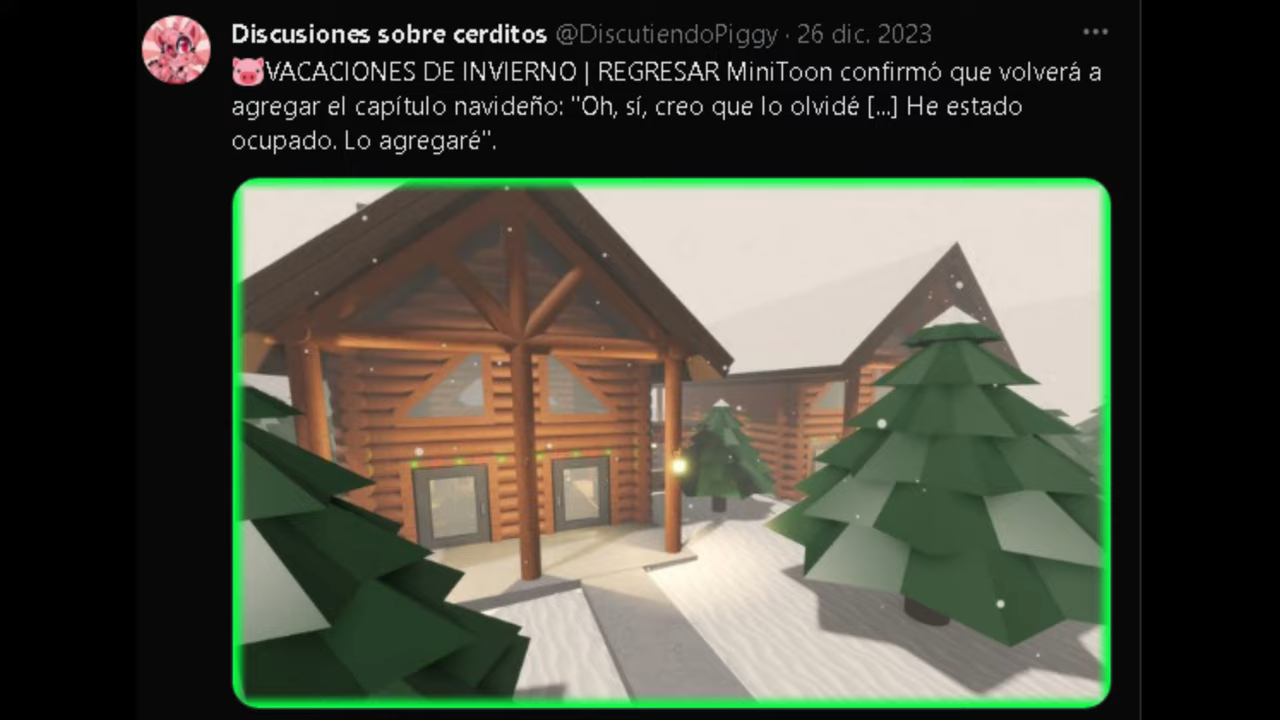 Discusiones sobre cerditos @DiscutiendoPiggy · 26 dic. 2023
🐷VACACIONES DE INVIERNO | REGRESAR MiniToon confirmó que volverá a
agregar el capítulo navideño: "Oh, sí, creo que lo olvidé [...] He estado
ocupado. Lo agregaré".